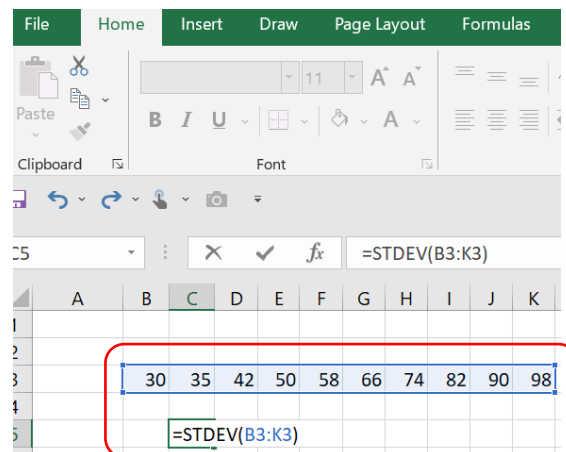 File Home Insert Draw Page Layout Formulas
11 A A
Paste B I U A
Clipboard Font
C5 fx =STDEV(B3:K3)
A B C D E F G H I J K
1
2
3 30 35 42 50 58 66 74 82 90 98
4
5 =STDEV(B3:K3)